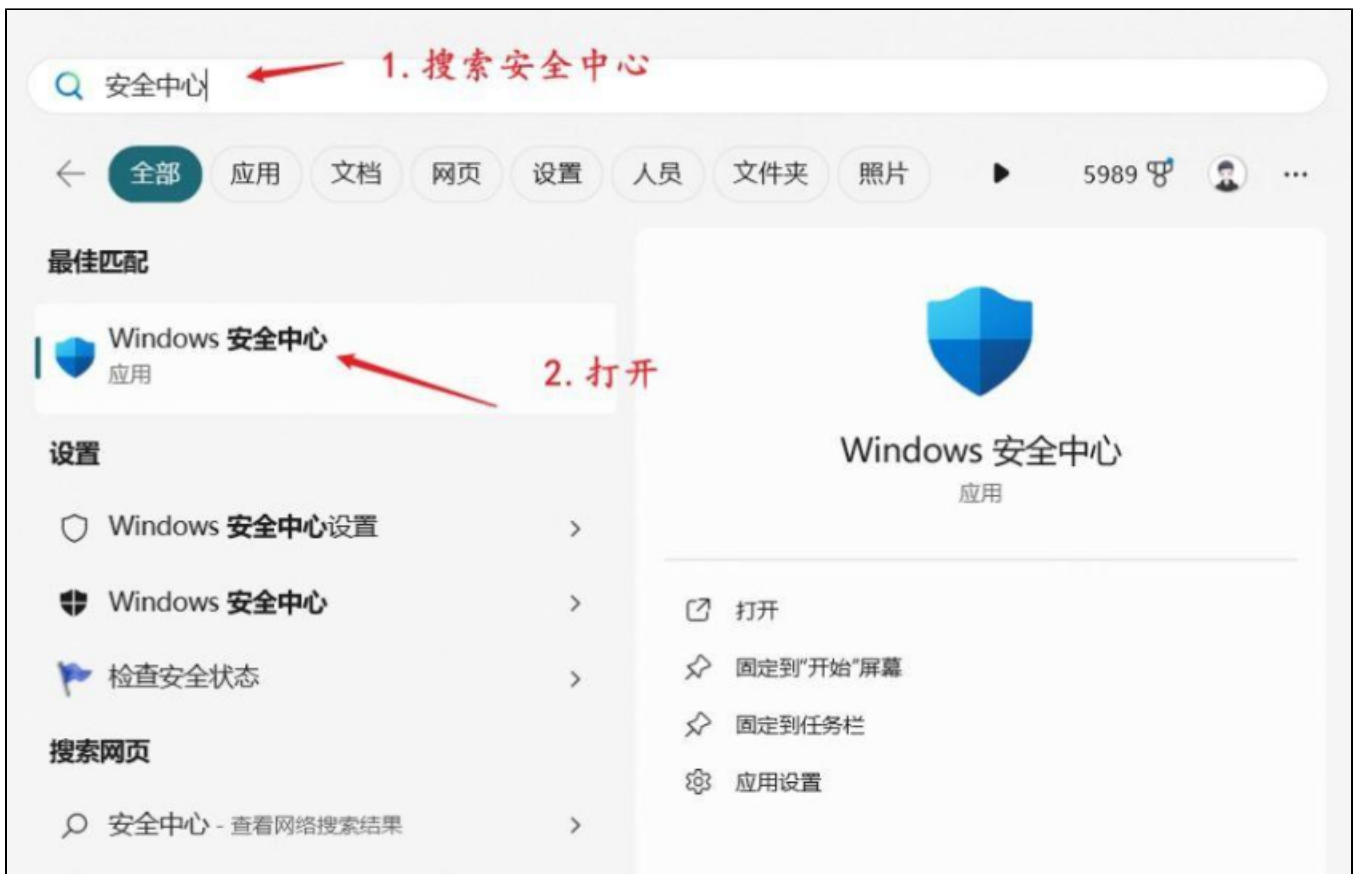 1.搜索安全中心
安全中心
全部 应用 文档 网页 设置 人员 文件夹 照片 5989
最佳匹配
Windows 安全中心
应用
2.打开
设置
Windows 安全中心设置
Windows 安全中心
检查安全状态
搜索网页
安全中心 - 查看网络搜索结果
Windows 安全中心
应用
打开
固定到"开始"屏幕
固定到任务栏
应用设置